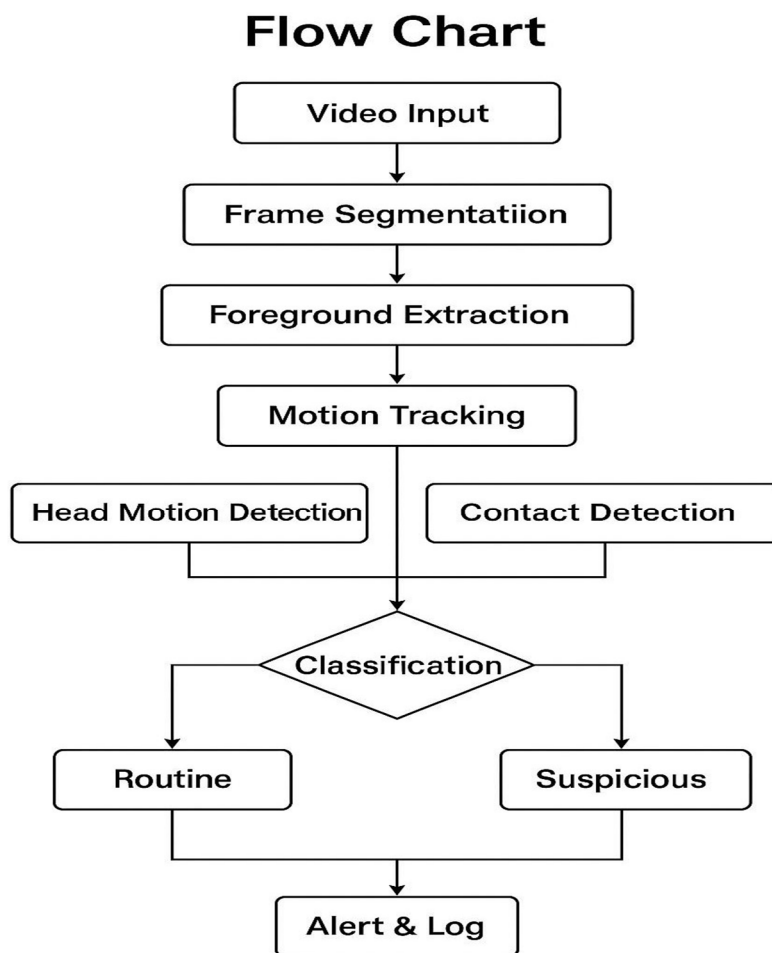 Flow Chart
Video Input
Frame Segmentatiion
Foreground Extraction
Motion Tracking
Head Motion Detection
Contact Detection
Classification
Routine
Suspicious
Alert & Log